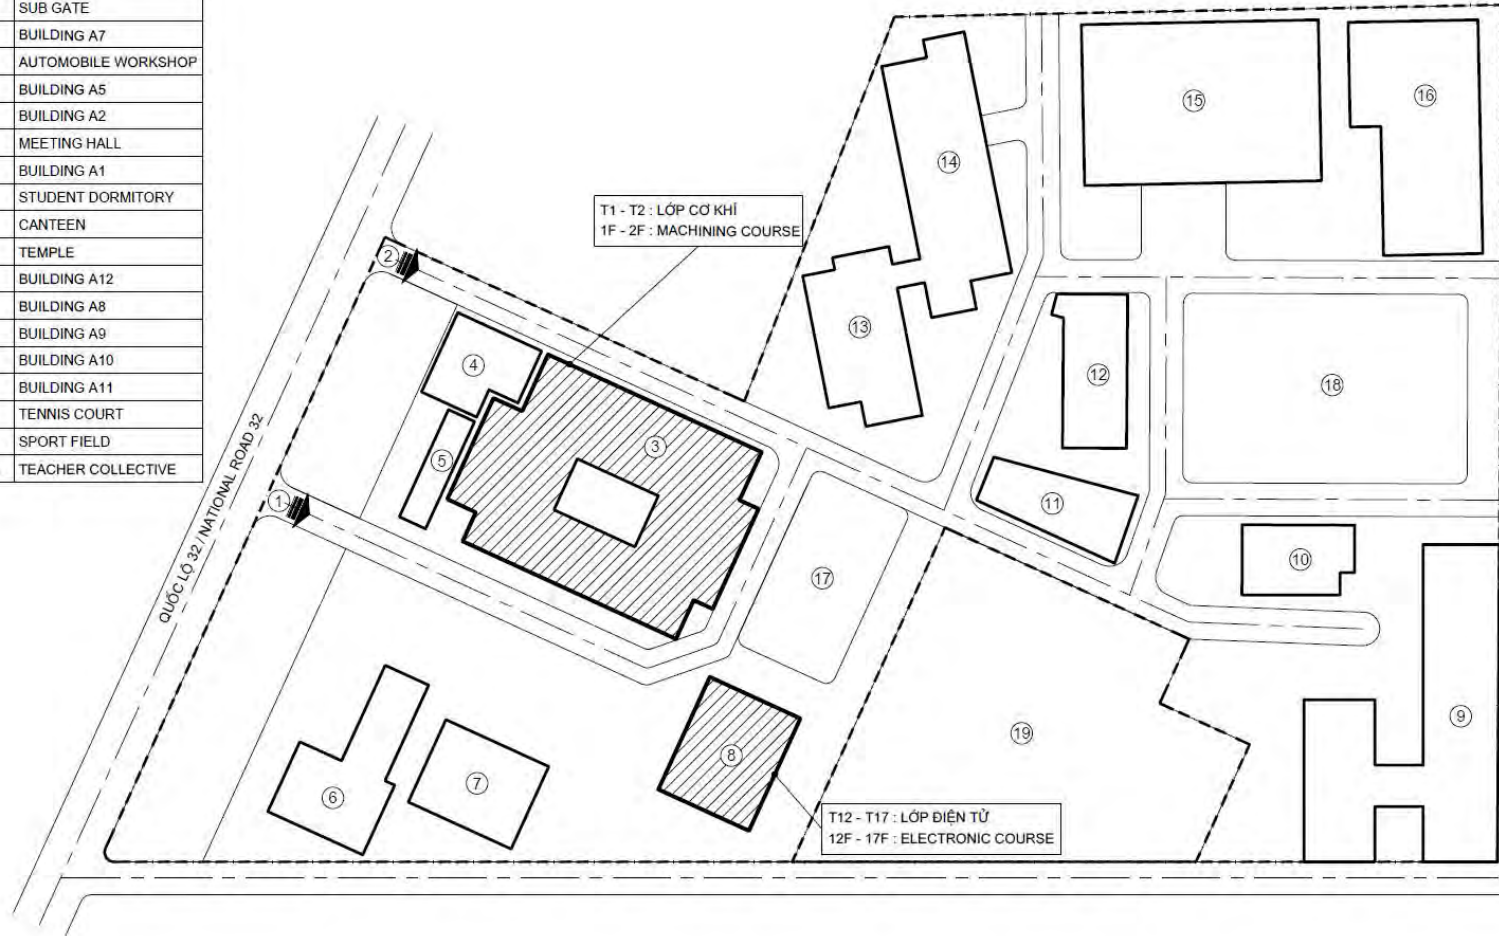 SUB GATE
BUILDING A7
AUTOMOBILE WORKSHOP
BUILDING A5
BUILDING A2
MEETING HALL
BUILDING A1
STUDENT DORMITORY
CANTEEN
TEMPLE
BUILDING A12
BUILDING A8
BUILDING A9
BUILDING A10
BUILDING A11
TENNIS COURT
SPORT FIELD
TEACHER COLLECTIVE
15
16
14
T1 - T2 : LỚP CƠ KHÍ
1F - 2F : MACHINING COURSE
2
13
4
12
18
3
5
QUỐC LỘ 32 / NATIONAL ROAD 32
1
11
10
17
9
19
8
7
6
T12 - T17 : LỚP ĐIỆN TỬ
12F - 17F : ELECTRONIC COURSE